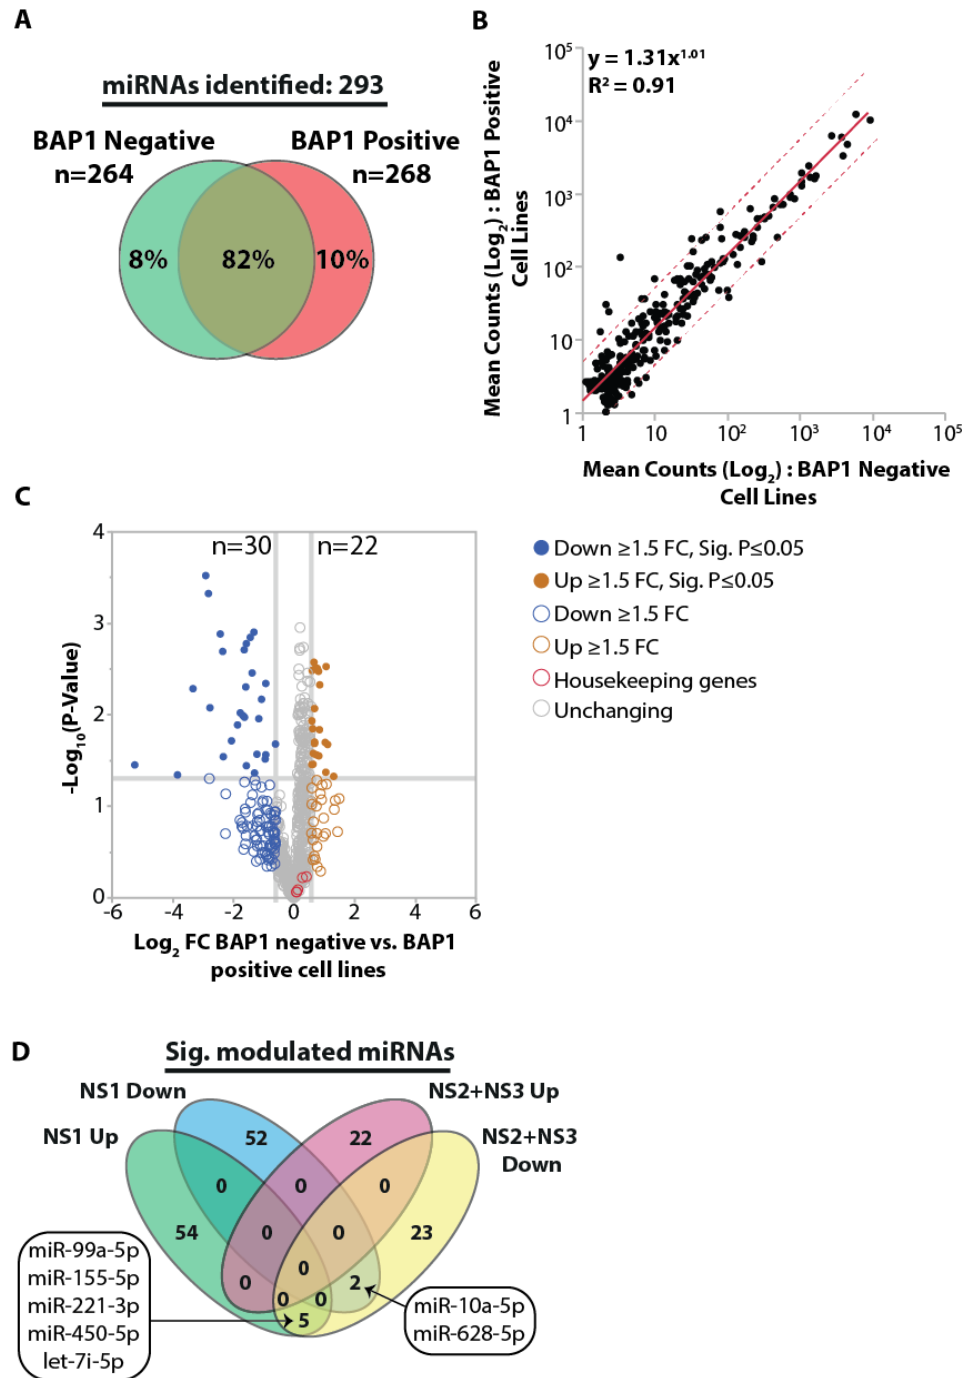 A
miRNAs identified: 293
BAP1 Negative
n=264
BAP1 Positive
n=268
8%
82%
10%
B
y = 1.31x^1.01
R² = 0.91
Mean Counts (Log₂) : BAP1 Positive
Cell Lines
10⁵
10⁴
10³
10²
10
1
1
10
10²
10³
10⁴
10⁵
Mean Counts (Log₂) : BAP1 Negative
Cell Lines
C
n=30
n=22
-Log₁₀(P-Value)
4
3
2
1
0
-6
-4
-2
0
2
4
6
Log₂ FC BAP1 negative vs. BAP1
positive cell lines
Down ≥1.5 FC, Sig. P≤0.05
Up ≥1.5 FC, Sig. P≤0.05
Down ≥1.5 FC
Up ≥1.5 FC
Housekeeping genes
Unchanging
D
Sig. modulated miRNAs
NS1 Down
NS2+NS3 Up
NS1 Up
NS2+NS3
Down
52
22
0
0
0
54
0
0
23
0
0
2
0
0
5
miR-99a-5p
miR-155-5p
miR-221-3p
miR-450-5p
let-7i-5p
miR-10a-5p
miR-628-5p